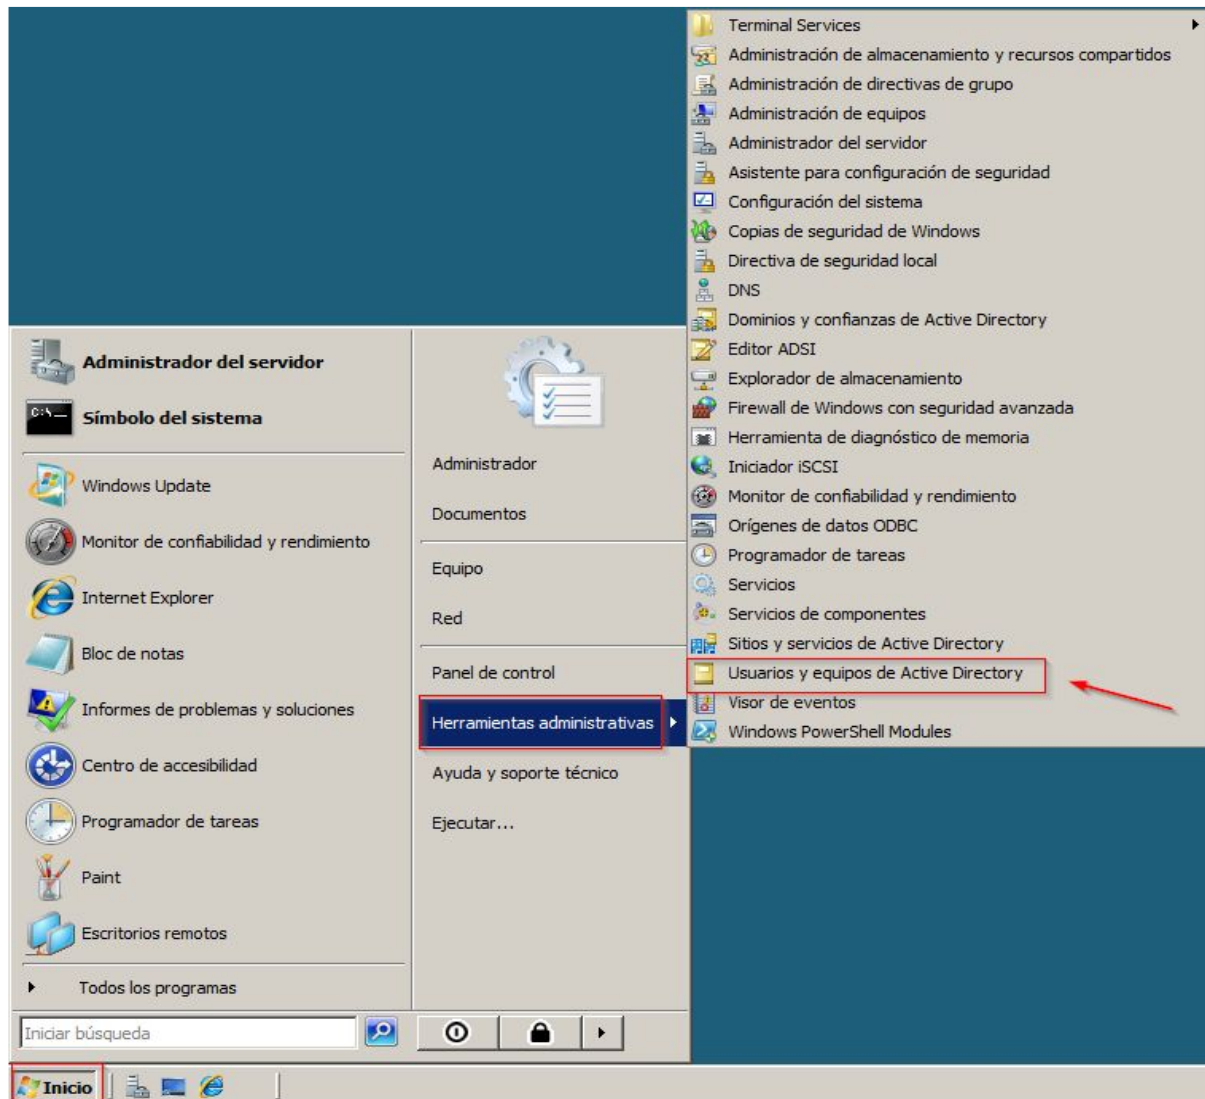 Terminal Services
Administración de almacenamiento y recursos compartidos
Administración de directivas de grupo
Administración de equipos
Administrador del servidor
Asistente para configuración de seguridad
Configuración del sistema
Copias de seguridad de Windows
Directiva de seguridad local
DNS
Dominios y confianzas de Active Directory
Editor ADSI
Explorador de almacenamiento
Firewall de Windows con seguridad avanzada
Herramienta de diagnóstico de memoria
Iniciador iSCSI
Monitor de confiabilidad y rendimiento
Orígenes de datos ODBC
Programador de tareas
Servicios
Servicios de componentes
Sitios y servicios de Active Directory
Usuarios y equipos de Active Directory
Visor de eventos
Windows PowerShell Modules
Administrador del servidor
C:\
Símbolo del sistema
Windows Update
Monitor de confiabilidad y rendimiento
Internet Explorer
Bloc de notas
Informes de problemas y soluciones
Centro de accesibilidad
Programador de tareas
Paint
Escritorios remotos
Todos los programas
Iniciar búsqueda
Administrador
Documentos
Equipo
Red
Panel de control
Herramientas administrativas
Ayuda y soporte técnico
Ejecutar...
Inicio